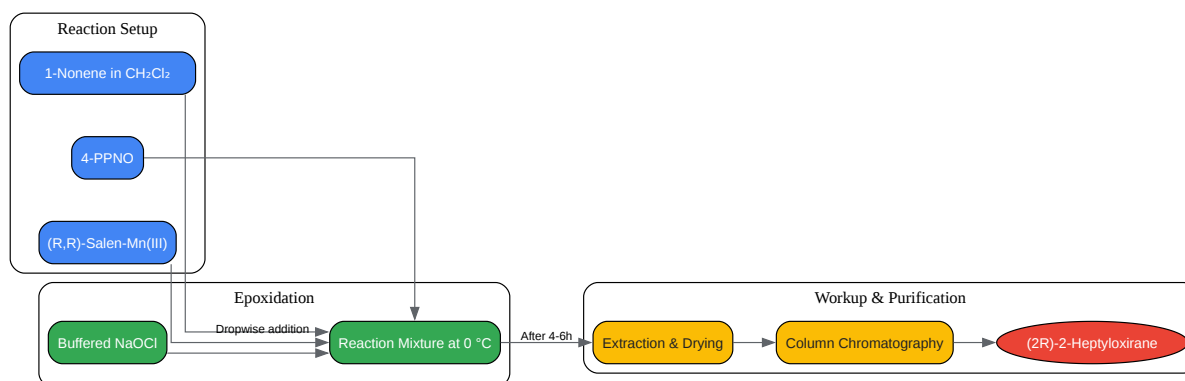 Reaction Setup
1-Nonene in CH₂Cl₂
4-PPNO
(R,R)-Salen-Mn(III)
Epoxidation
Buffered NaOCl
Dropwise addition
Reaction Mixture at 0 °C
After 4-6h
Workup & Purification
Extraction & Drying
Column Chromatography
(2R)-2-Heptyloxirane